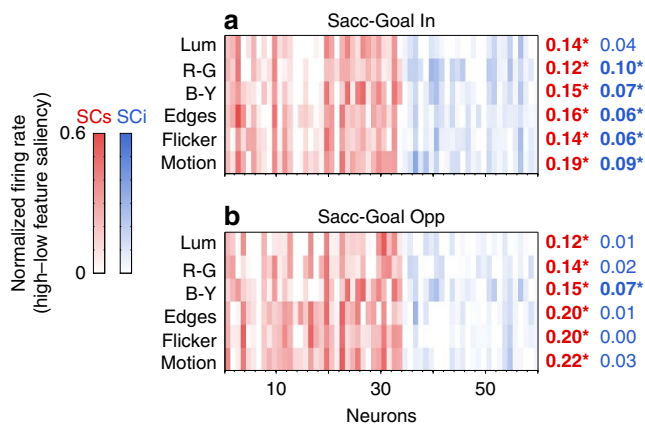 a
Sacc-Goal In
Lum 0.14* 0.04
R-G 0.12* 0.10*
B-Y 0.15* 0.07*
Edges 0.16* 0.06*
Flicker 0.14* 0.06*
Motion 0.19* 0.09*
Normalized firing rate
(high–low feature saliency)
SCs SCi
0.6
0
b
Sacc-Goal Opp
Lum 0.12* 0.01
R-G 0.14* 0.02
B-Y 0.15* 0.07*
Edges 0.20* 0.01
Flicker 0.20* 0.00
Motion 0.22* 0.03
10 30 50
Neurons